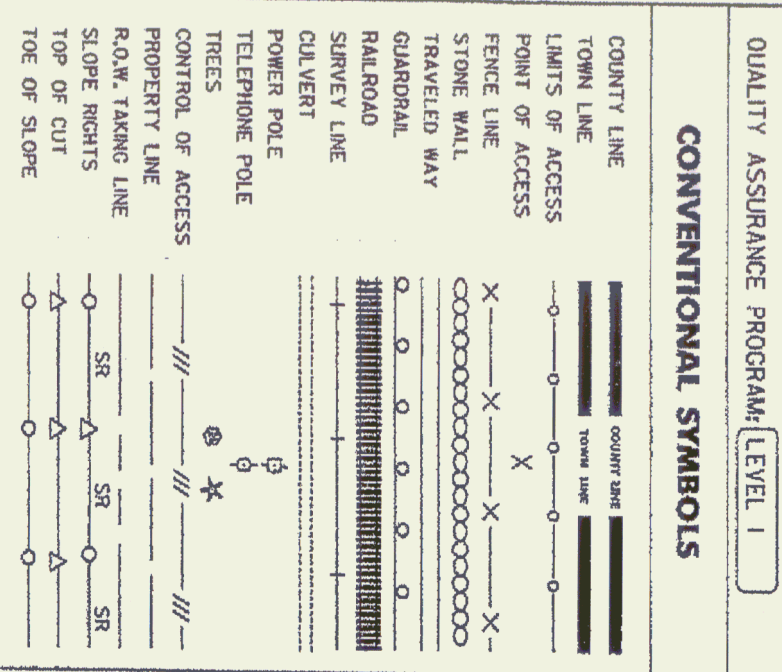 QUALITY ASSURANCE PROGRAM: LEVEL 1
CONVENTIONAL SYMBOLS
COUNTY LINE COUNTY LINE
TOWN LINE TOWN LINE
LIMITS OF ACCESS
POINT OF ACCESS
FENCE LINE
STONE WALL
TRAVELED WAY
GUARDRAIL
RAILROAD
SURVEY LINE
CULVERT
POWER POLE
TELEPHONE POLE
TREES
CONTROL OF ACCESS
PROPERTY LINE
R.O.W. TAKING LINE
SLOPE RIGHTS SR SR SR
TOP OF CUT
TOE OF SLOPE